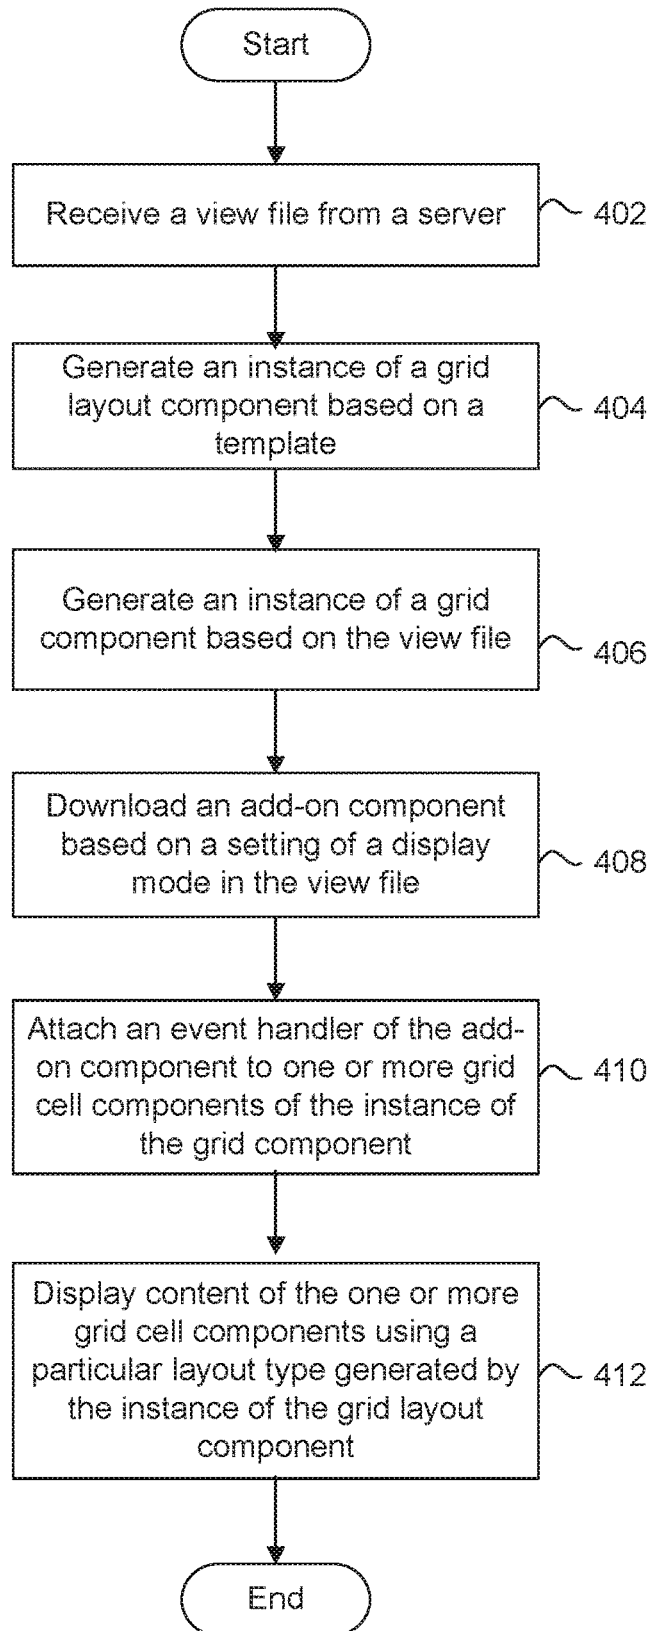 Start
Receive a view file from a server
402
Generate an instance of a grid
layout component based on a
template
404
Generate an instance of a grid
component based on the view file
406
Download an add-on component
based on a setting of a display
mode in the view file
408
Attach an event handler of the add-
on component to one or more grid
cell components of the instance of
the grid component
410
Display content of the one or more
grid cell components using a
particular layout type generated by
the instance of the grid layout
component
412
End